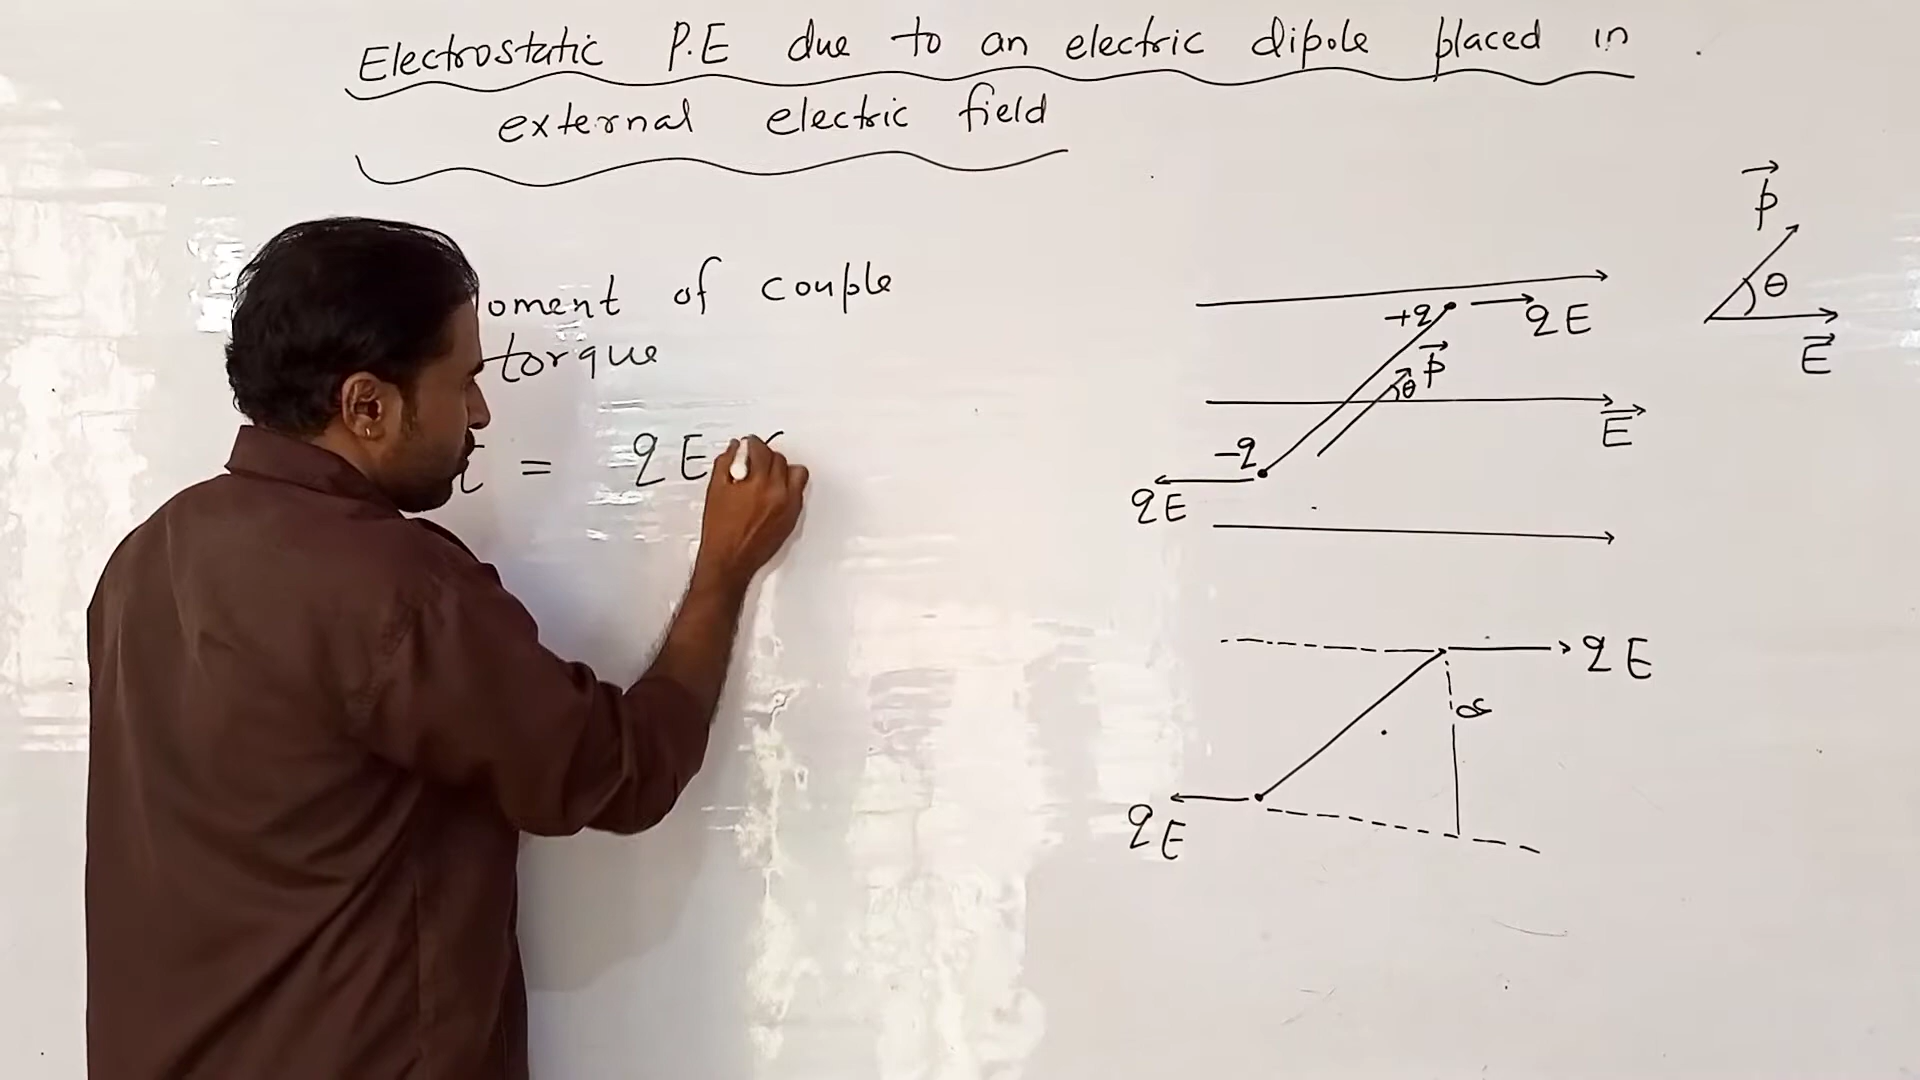 Electrostatic P.E due to an electric dipole placed in
external electric field
oment of couple
torque
τ = qE
+q
qE
p
θ
E
-q
qE
p
θ
E
qE
qE